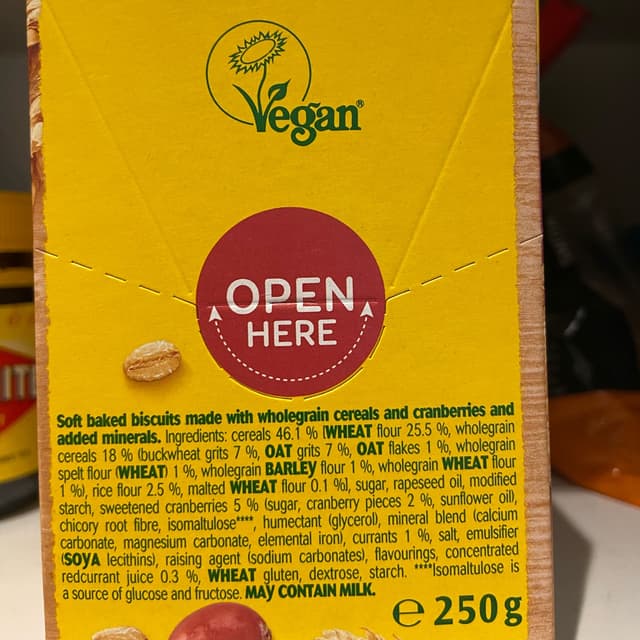 Vegan®
OPEN
HERE
Soft baked biscuits made with wholegrain cereals and cranberries and
added minerals. Ingredients: cereals 46.1 % [WHEAT flour 25.5 %, wholegrain
cereals 18 % (buckwheat grits 7 %, OAT grits 7 %, OAT flakes 1 %, wholegrain
spelt flour (WHEAT) 1 %, wholegrain BARLEY flour 1 %, wholegrain WHEAT flour
1 %), rice flour 2.5 %, malted WHEAT flour 0.1 %], sugar, rapeseed oil, modified
starch, sweetened cranberries 5 % (sugar, cranberry pieces 2 %, sunflower oil),
chicory root fibre, isomaltulose****, humectant (glycerol), mineral blend (calcium
carbonate, magnesium carbonate, elemental iron), currants 1 %, salt, emulsifier
(SOYA lecithins), raising agent (sodium carbonates), flavourings, concentrated
redcurrant juice 0.3 %, WHEAT gluten, dextrose, starch. ****Isomaltulose is
a source of glucose and fructose. MAY CONTAIN MILK.
℮ 250g